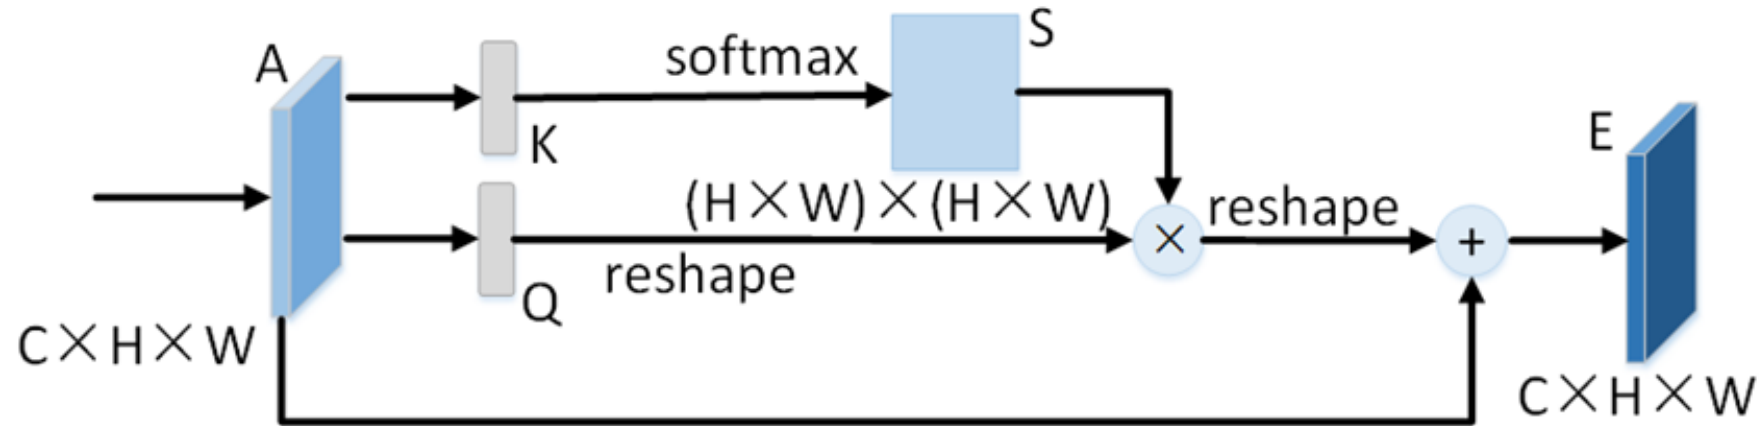 A
softmax
S
K
E
(H×W)×(H×W)
reshape
×
+
reshape
Q
C×H×W
C×H×W